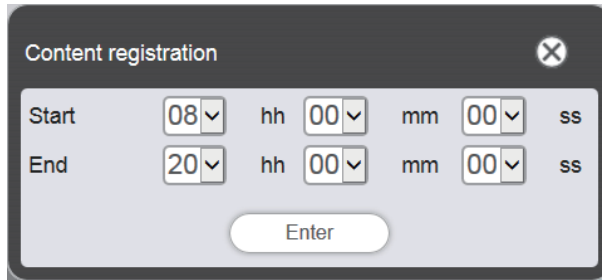 Content registration
Start 08 hh 00 mm 00 ss
End 20 hh 00 mm 00 ss
Enter